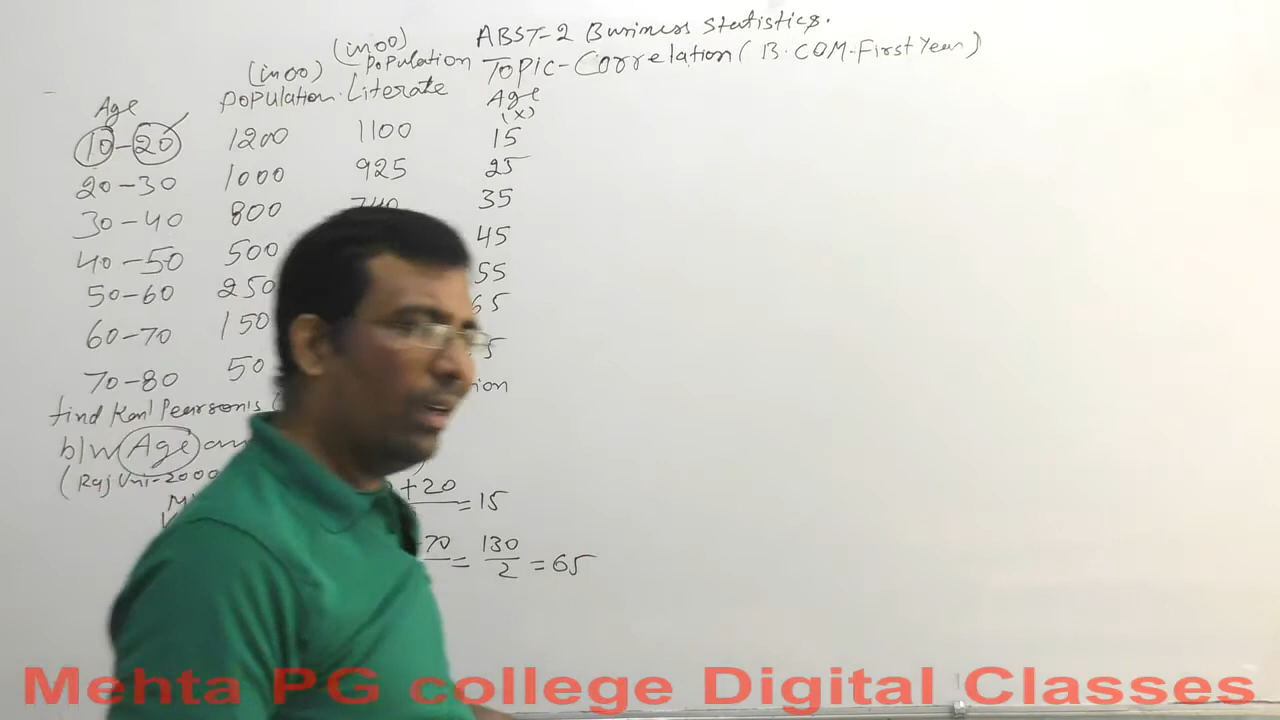 ABST-2 Business Statistics.
Topic-Correlation (B.COM-First Year)
(in 00) (in 00)
Age Population Population Literate Age (x)
10-20 1200 1100 15
20-30 1000 925 25
30-40 800 35
40-50 500 45
50-60 250 55
60-70 150 65
70-80 50
find Karl Pearson's
b/w Age
(Raj Uni-2000
+20 = 15
70 = 130/2 = 65
Mehta PG college Digital Classes